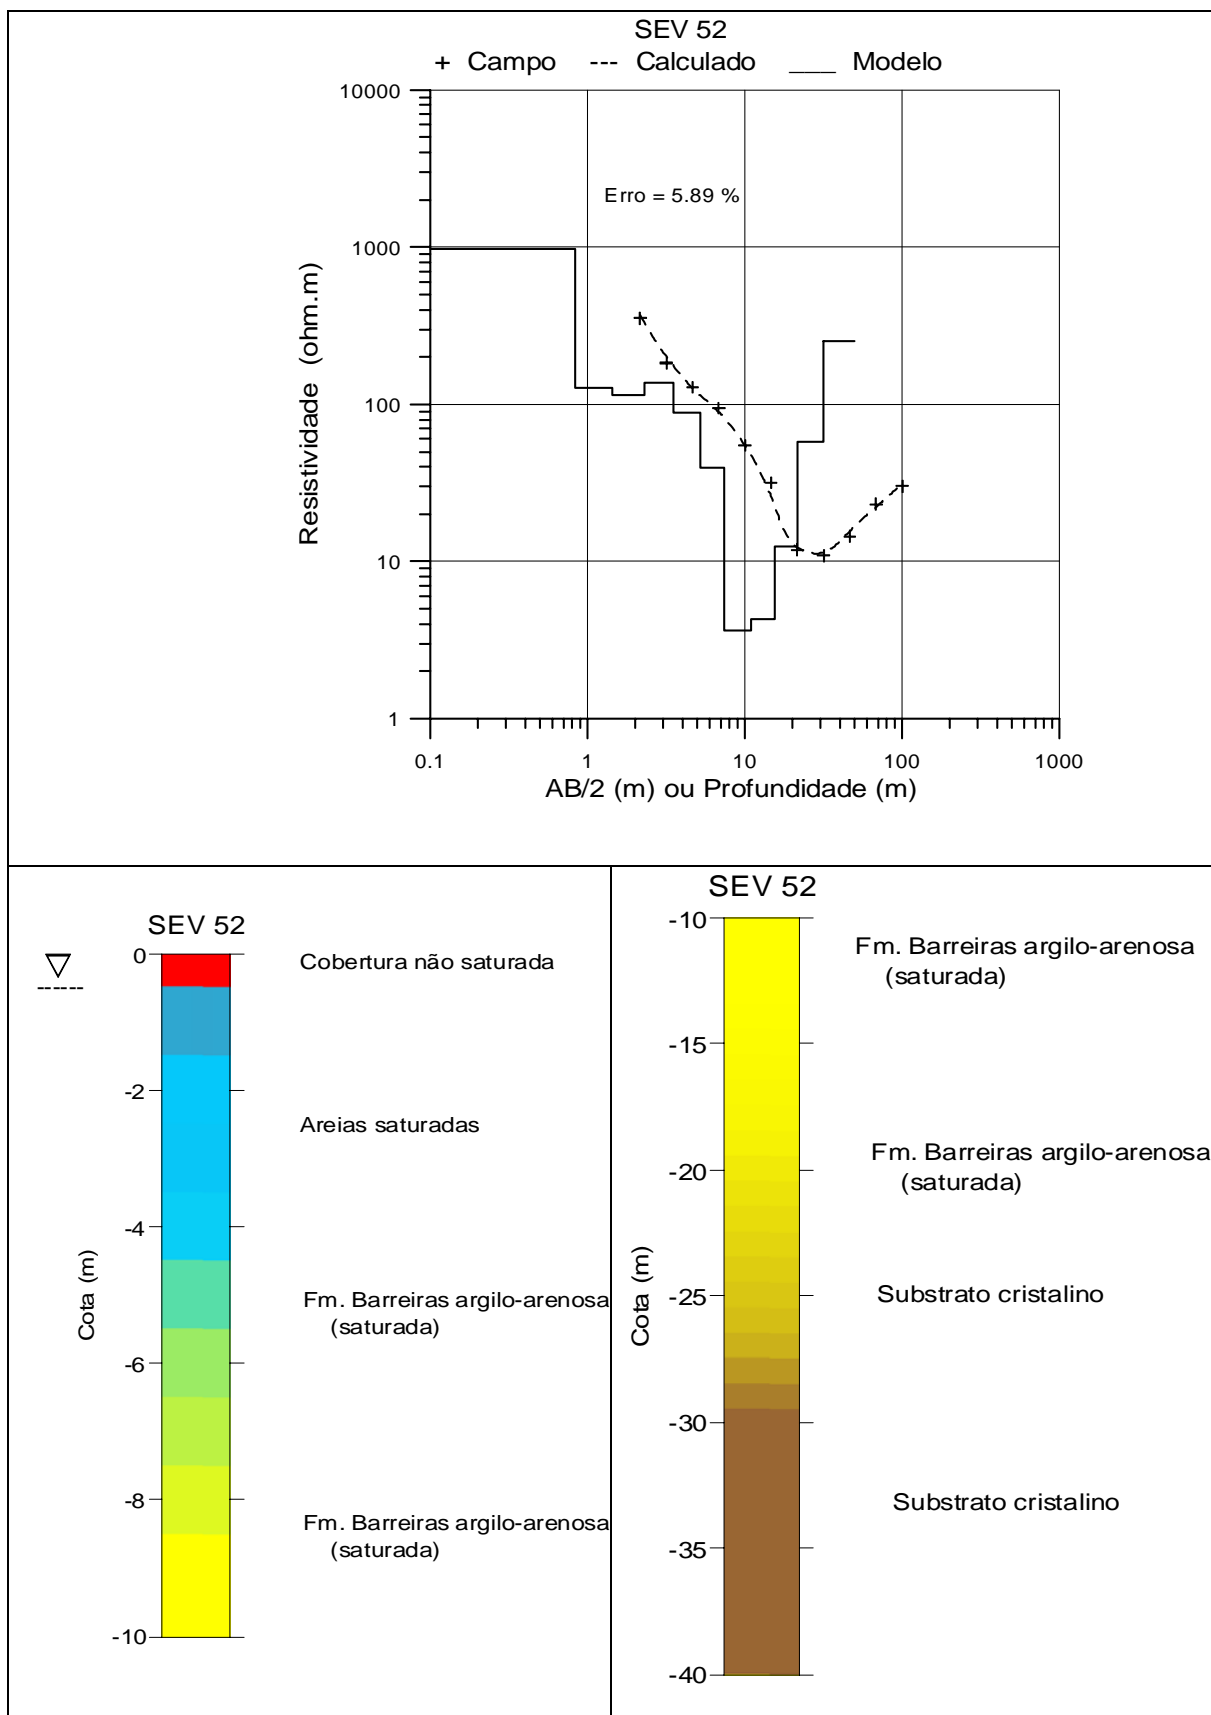 SEV 52
+ Campo --- Calculado ___ Modelo
10000
1000
100
10
1
Erro = 5.89 %
Resistividade (ohm.m)
0.1 1 10 100 1000
AB/2 (m) ou Profundidade (m)
SEV 52
0
-2
-4
-6
-8
-10
Cota (m)
Cobertura não saturada
Areias saturadas
Fm. Barreiras argilo-arenosa
(saturada)
Fm. Barreiras argilo-arenosa
(saturada)
SEV 52
-10
-15
-20
-25
-30
-35
-40
Cota (m)
Fm. Barreiras argilo-arenosa
(saturada)
Fm. Barreiras argilo-arenosa
(saturada)
Substrato cristalino
Substrato cristalino